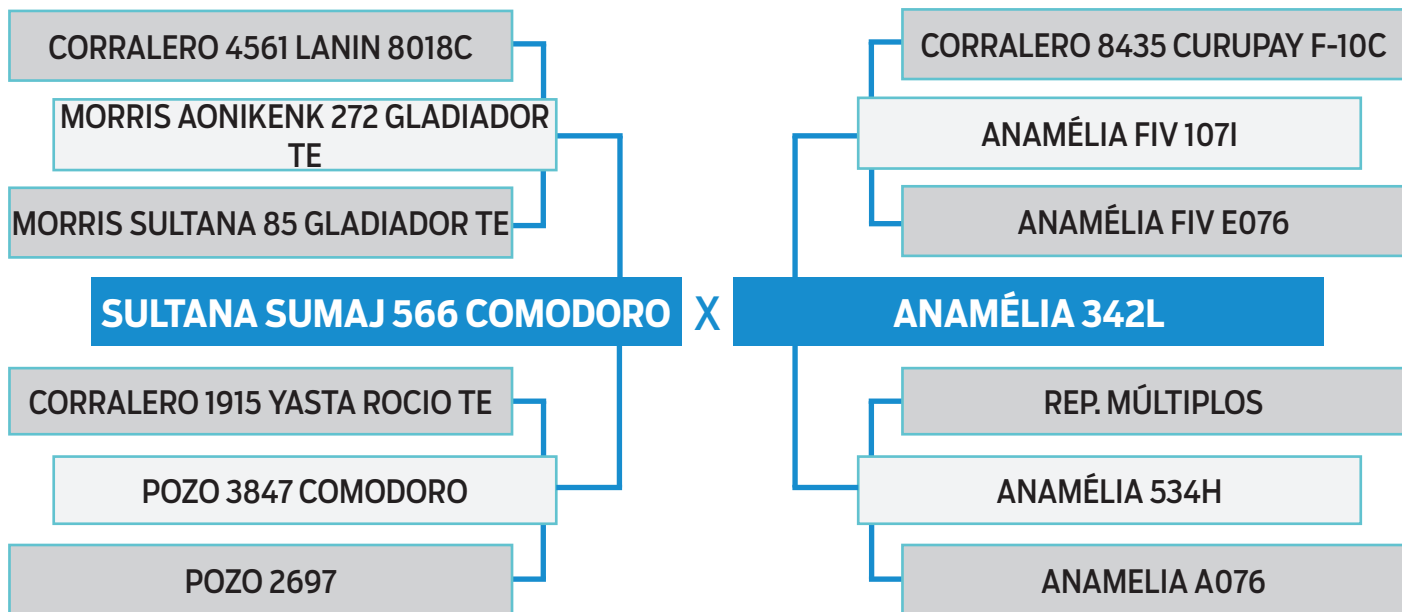 CORRALERO 4561 LANIN 8018C
MORRIS AONIKENK 272 GLADIADOR
TE
MORRIS SULTANA 85 GLADIADOR TE
SULTANA SUMAJ 566 COMODORO
CORRALERO 1915 YASTA ROCIO TE
POZO 3847 COMODORO
POZO 2697
X
CORRALERO 8435 CURUPAY F-10C
ANAMÉLIA FIV 107I
ANAMÉLIA FIV E076
ANAMÉLIA 342L
REP. MÚLTIPLOS
ANAMÉLIA 534H
ANAMELIA A076